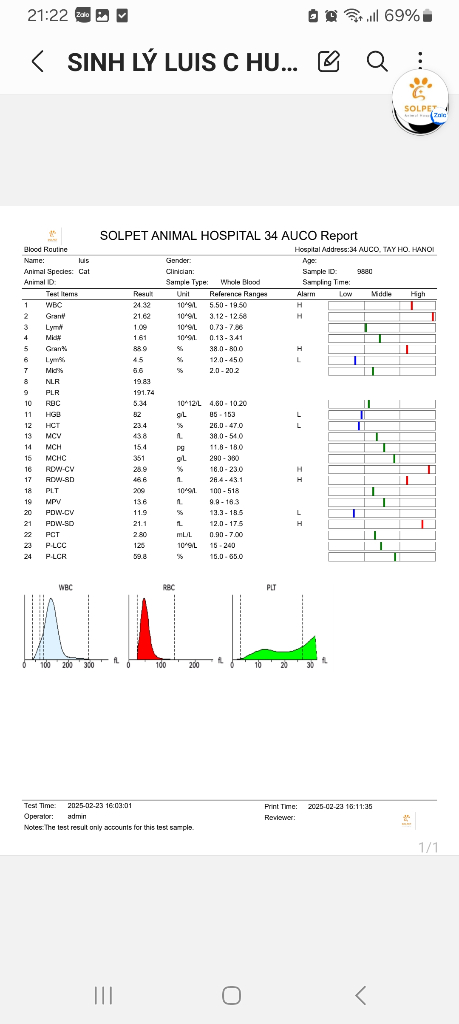 21:22 Zalo 69%
SINH LÝ LUIS C HU...
SOLPET
Zalo
SOLPET ANIMAL HOSPITAL 34 AUCO Report
Blood Routine Hospital Address:34 AUCO, TAY HO. HANOI
Name: luis Gender: Age:
Animal Species: Cat Clinician: Sample ID: 9880
Animal ID: Sample Type: Whole Blood Sampling Time:
Test Items Result Unit Reference Ranges Alarm Low Middle High
1 WBC 24.32 10^9/L 5.50 - 19.50 H
2 Gran# 21.62 10^9/L 3.12 - 12.58 H
3 Lym# 1.09 10^9/L 0.73 - 7.86
4 Mid# 1.61 10^9/L 0.13 - 3.41
5 Gran% 88.9 % 38.0 - 80.0 H
6 Lym% 4.5 % 12.0 - 45.0 L
7 Mid% 6.6 % 2.0 - 20.2
8 NLR 19.83
9 PLR 191.74
10 RBC 5.34 10^12/L 4.60 - 10.20
11 HGB 82 g/L 85 - 153 L
12 HCT 23.4 % 26.0 - 47.0 L
13 MCV 43.8 fL 38.0 - 54.0
14 MCH 15.4 pg 11.8 - 18.0
15 MCHC 351 g/L 290 - 360
16 RDW-CV 28.9 % 16.0 - 23.0 H
17 RDW-SD 46.6 fL 26.4 - 43.1 H
18 PLT 209 10^9/L 100 - 518
19 MPV 13.6 fL 9.9 - 16.3
20 PDW-CV 11.9 % 13.3 - 18.5 L
21 PDW-SD 21.1 fL 12.0 - 17.5 H
22 PCT 2.80 mL/L 0.90 - 7.00
23 P-LCC 125 10^9/L 15 - 240
24 P-LCR 59.8 % 15.0 - 65.0
WBC RBC PLT
0 100 200 300 fL 0 100 200 fL 0 10 20 30 fL
Test Time: 2025-02-23 16:03:01 Print Time: 2025-02-23 16:11:35
Operator: admin Reviewer:
Notes:The test result only accounts for this test sample.
1/1